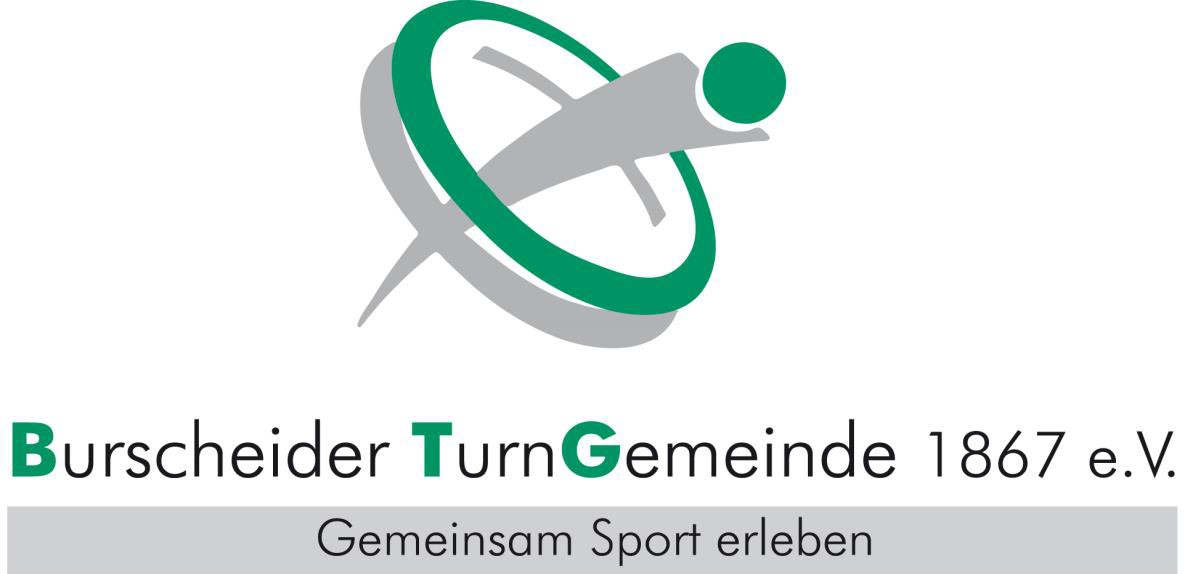 Burscheider TurnGemeinde 1867 e.V.
Gemeinsam Sport erleben